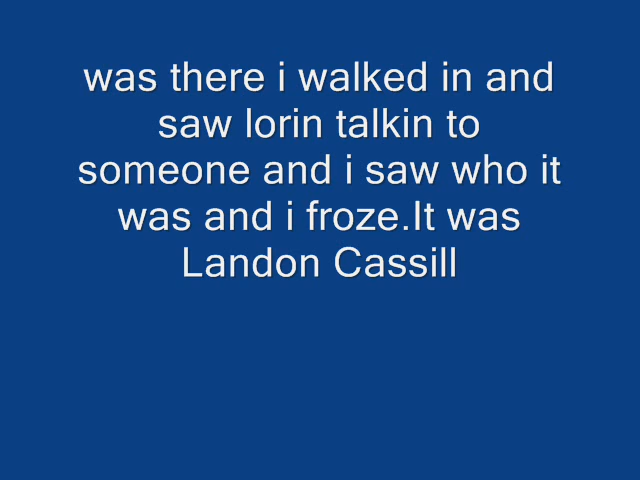 was there i walked in and
saw lorin talkin to
someone and i saw who it
was and i froze.It was
Landon Cassill